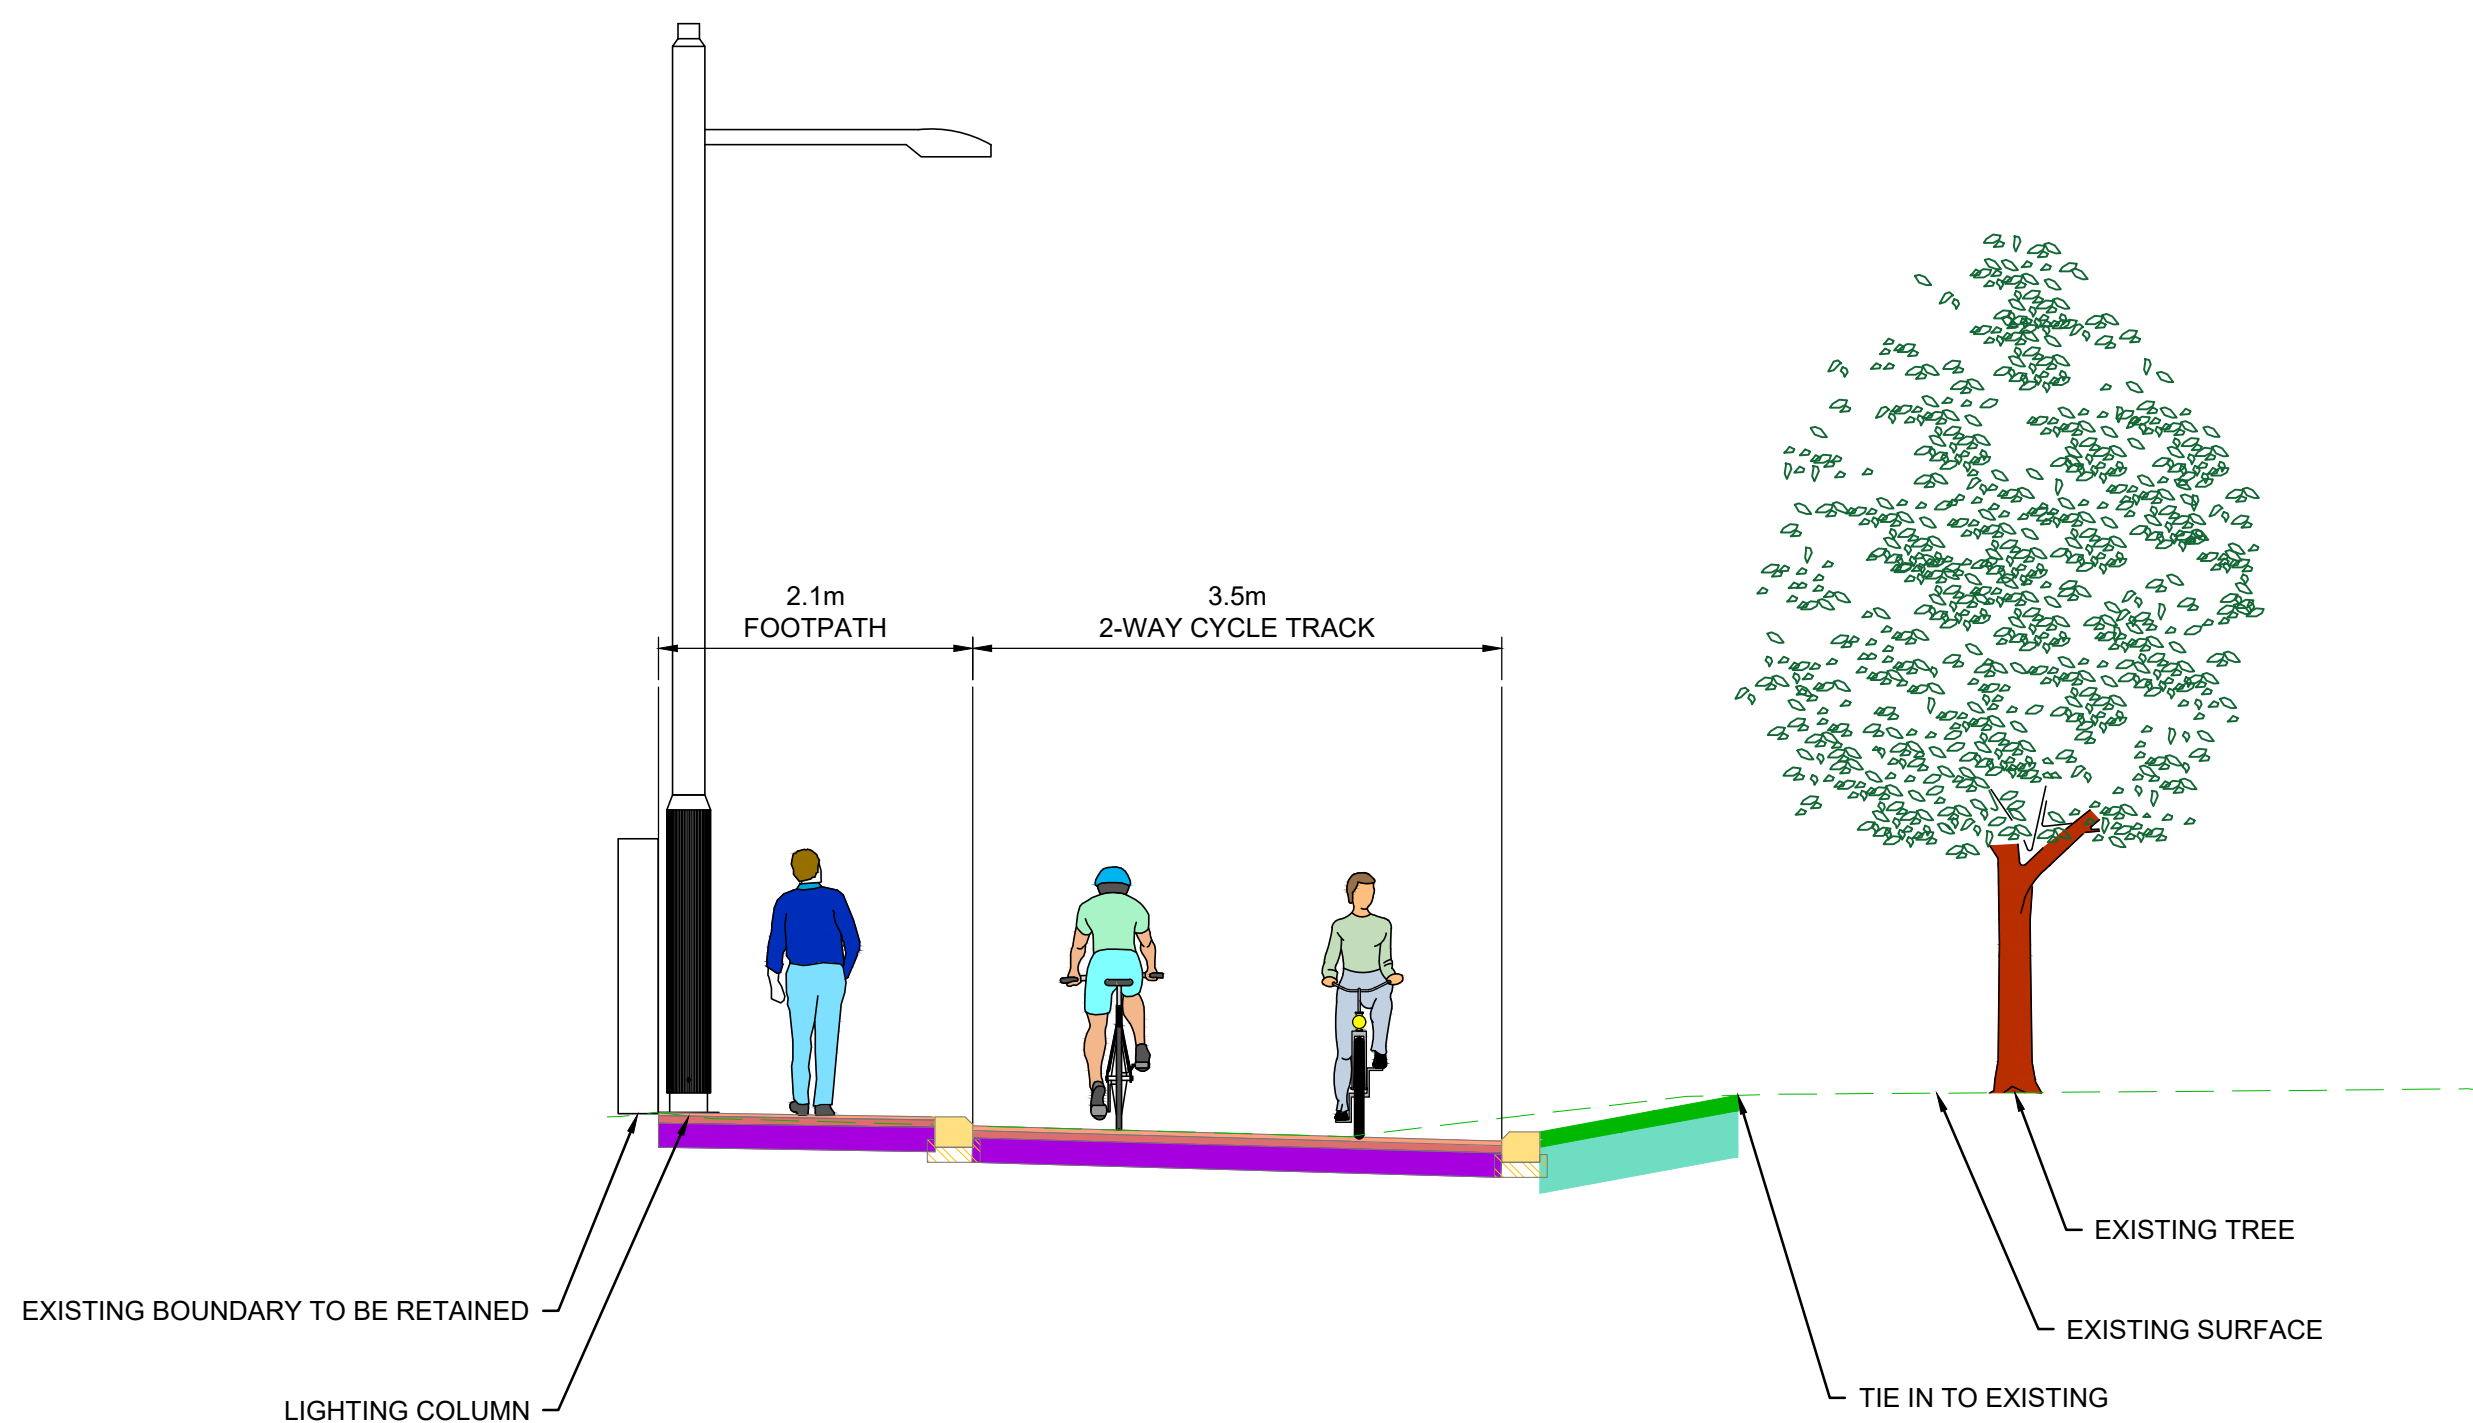 2.1m
FOOTPATH
3.5m
2-WAY CYCLE TRACK
EXISTING TREE
EXISTING BOUNDARY TO BE RETAINED
EXISTING SURFACE
TIE IN TO EXISTING
LIGHTING COLUMN